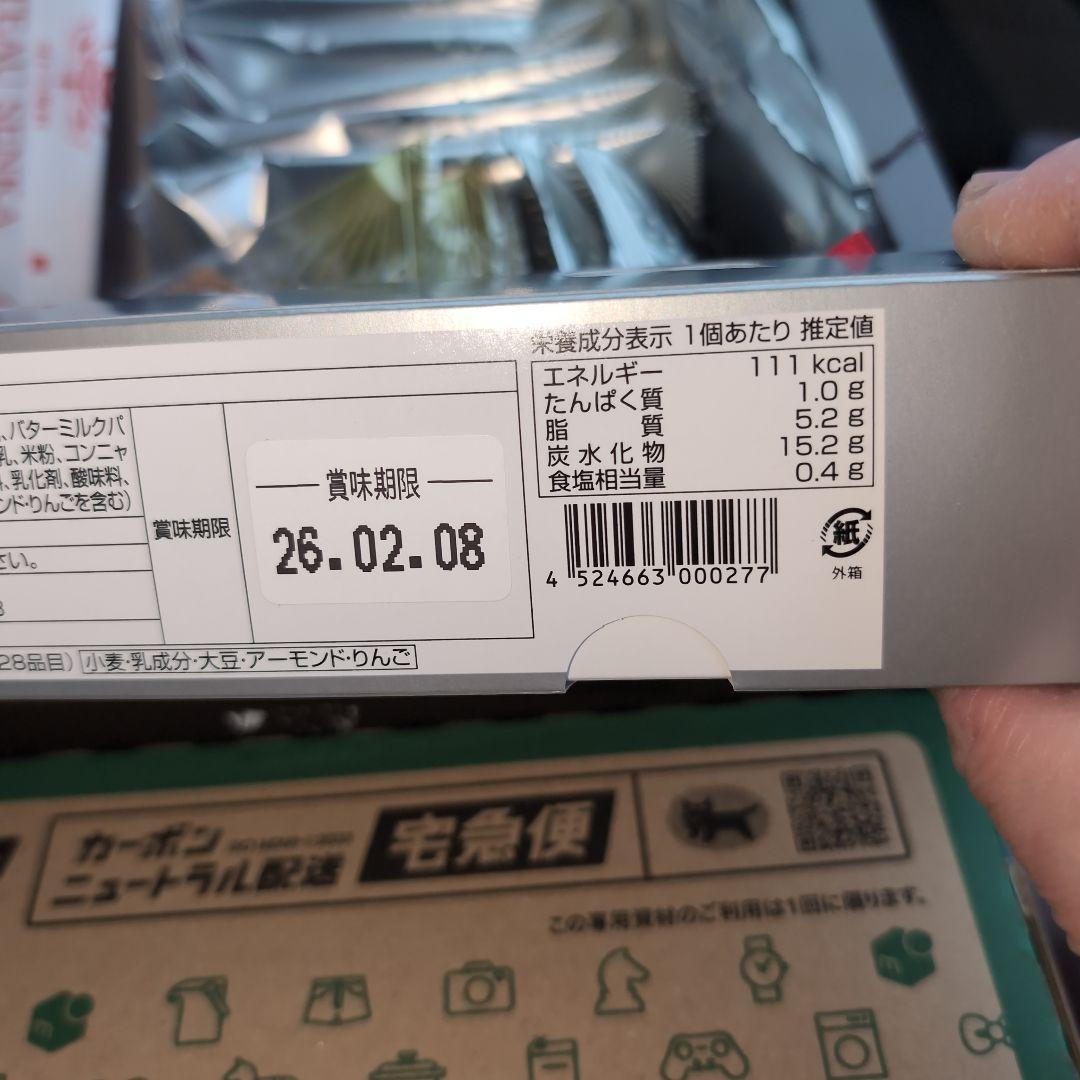 栄養成分表示 1個あたり 推定値
エネルギー 111 kcal
たんぱく質 1.0 g
脂質 5.2 g
炭水化物 15.2 g
食塩相当量 0.4 g
、バターミルクパ
乳、米粉、コンニャ
、乳化剤、酸味料、
ンド・りんごを含む)
賞味期限
賞味期限
26.02.08
さい。
4 524663 000277
紙
外箱
28品目) 小麦・乳成分・大豆・アーモンド・りんご
カーボン
ニュートラル配送
宅急便
この専用資材のご利用は1回に限ります。